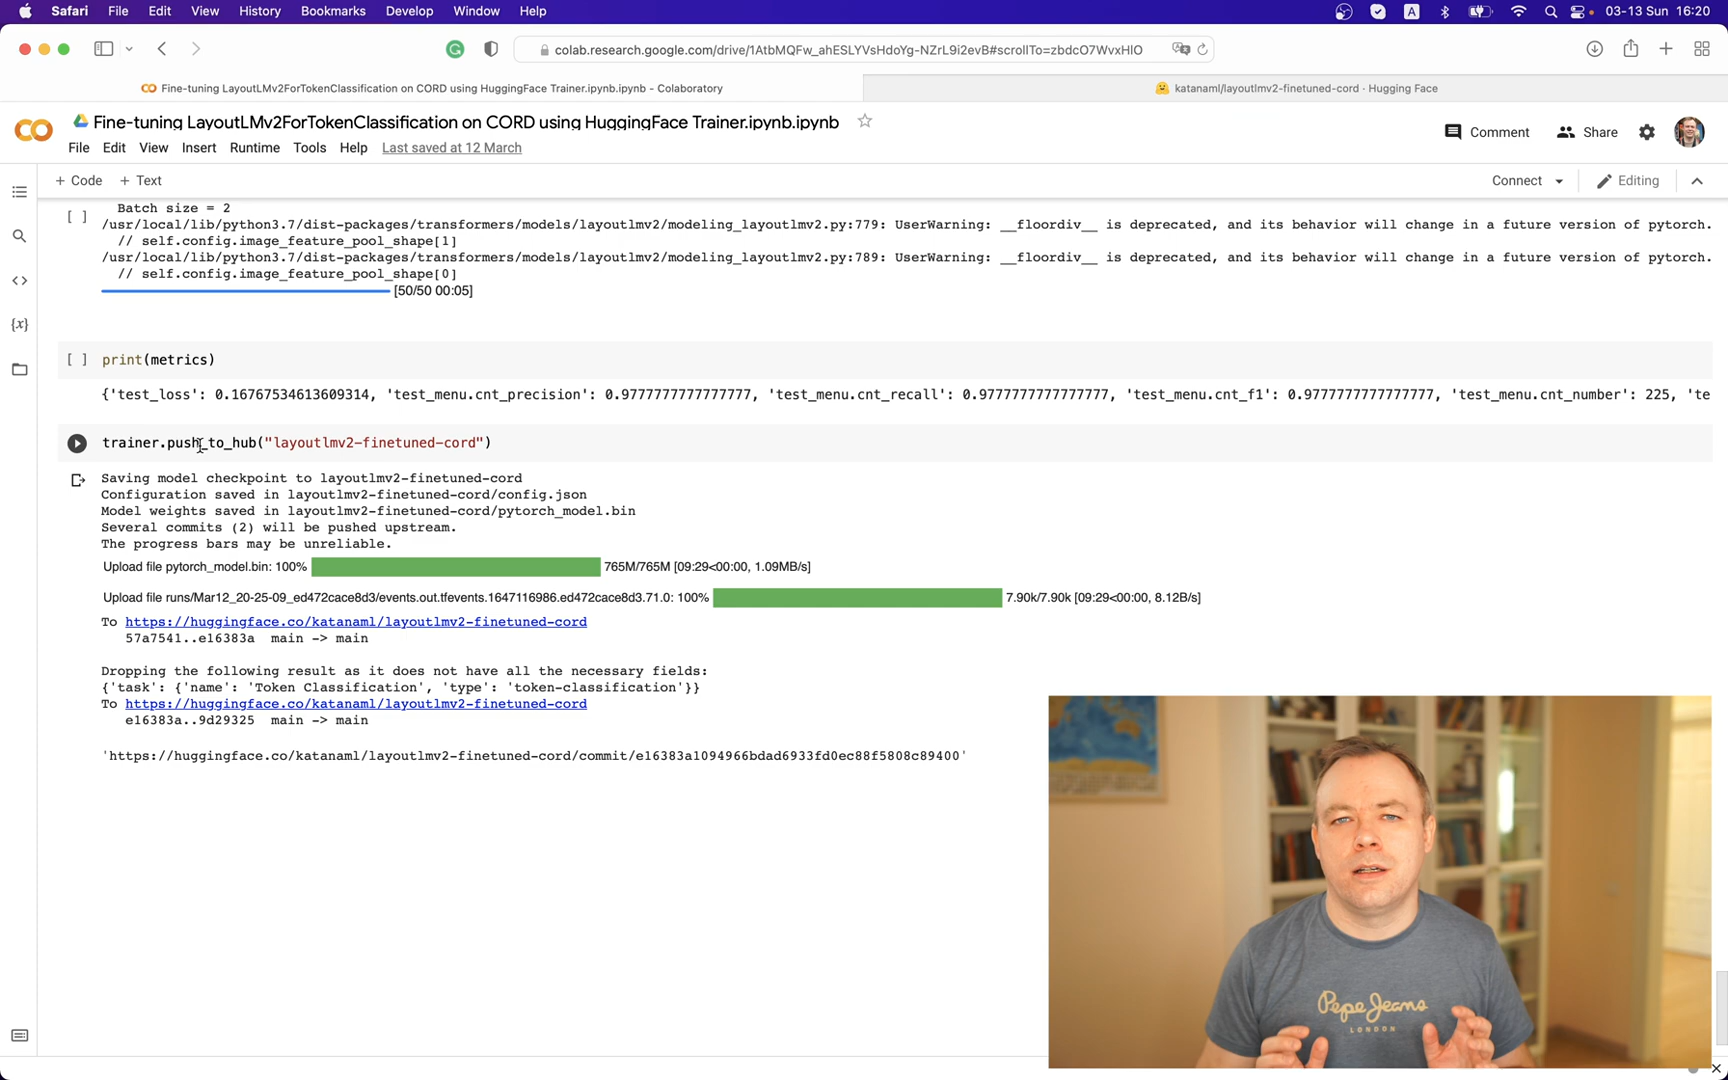 Safari File Edit View History Bookmarks Develop Window Help A 03-13 Sun 16:20
colab.research.google.com/drive/1AtbMQFw_ahESLYVsHdoYg-NZrL9i2evB#scrollTo=zbdcO7WvxHlO
Fine-tuning LayoutLMv2ForTokenClassification on CORD using HuggingFace Trainer.ipynb.ipynb - Colaboratory
katanaml/layoutlmv2-finetuned-cord · Hugging Face
Fine-tuning LayoutLMv2ForTokenClassification on CORD using HuggingFace Trainer.ipynb.ipynb
Comment Share
File Edit View Insert Runtime Tools Help Last saved at 12 March
+ Code + Text Connect Editing
Batch size = 2
[ ] /usr/local/lib/python3.7/dist-packages/transformers/models/layoutlmv2/modeling_layoutlmv2.py:779: UserWarning: __floordiv__ is deprecated, and its behavior will change in a future version of pytorch.
// self.config.image_feature_pool_shape[1]
/usr/local/lib/python3.7/dist-packages/transformers/models/layoutlmv2/modeling_layoutlmv2.py:789: UserWarning: __floordiv__ is deprecated, and its behavior will change in a future version of pytorch.
// self.config.image_feature_pool_shape[0]
[50/50 00:05]
[ ] print(metrics)
{'test_loss': 0.16767534613609314, 'test_menu.cnt_precision': 0.9777777777777777, 'test_menu.cnt_recall': 0.9777777777777777, 'test_menu.cnt_f1': 0.9777777777777777, 'test_menu.cnt_number': 225, 'te
trainer.push_to_hub("layoutlmv2-finetuned-cord")
Saving model checkpoint to layoutlmv2-finetuned-cord
Configuration saved in layoutlmv2-finetuned-cord/config.json
Model weights saved in layoutlmv2-finetuned-cord/pytorch_model.bin
Several commits (2) will be pushed upstream.
The progress bars may be unreliable.
Upload file pytorch_model.bin: 100% 765M/765M [09:29<00:00, 1.09MB/s]
Upload file runs/Mar12_20-25-09_ed472cace8d3/events.out.tfevents.1647116986.ed472cace8d3.71.0: 100% 7.90k/7.90k [09:29<00:00, 8.12B/s]
To https://huggingface.co/katanaml/layoutlmv2-finetuned-cord
57a7541..e16383a main -> main
Dropping the following result as it does not have all the necessary fields:
{'task': {'name': 'Token Classification', 'type': 'token-classification'}}
To https://huggingface.co/katanaml/layoutlmv2-finetuned-cord
e16383a..9d29325 main -> main
'https://huggingface.co/katanaml/layoutlmv2-finetuned-cord/commit/e16383a1094966bdad6933fd0ec88f5808c89400'
Pepe Jeans
LONDON